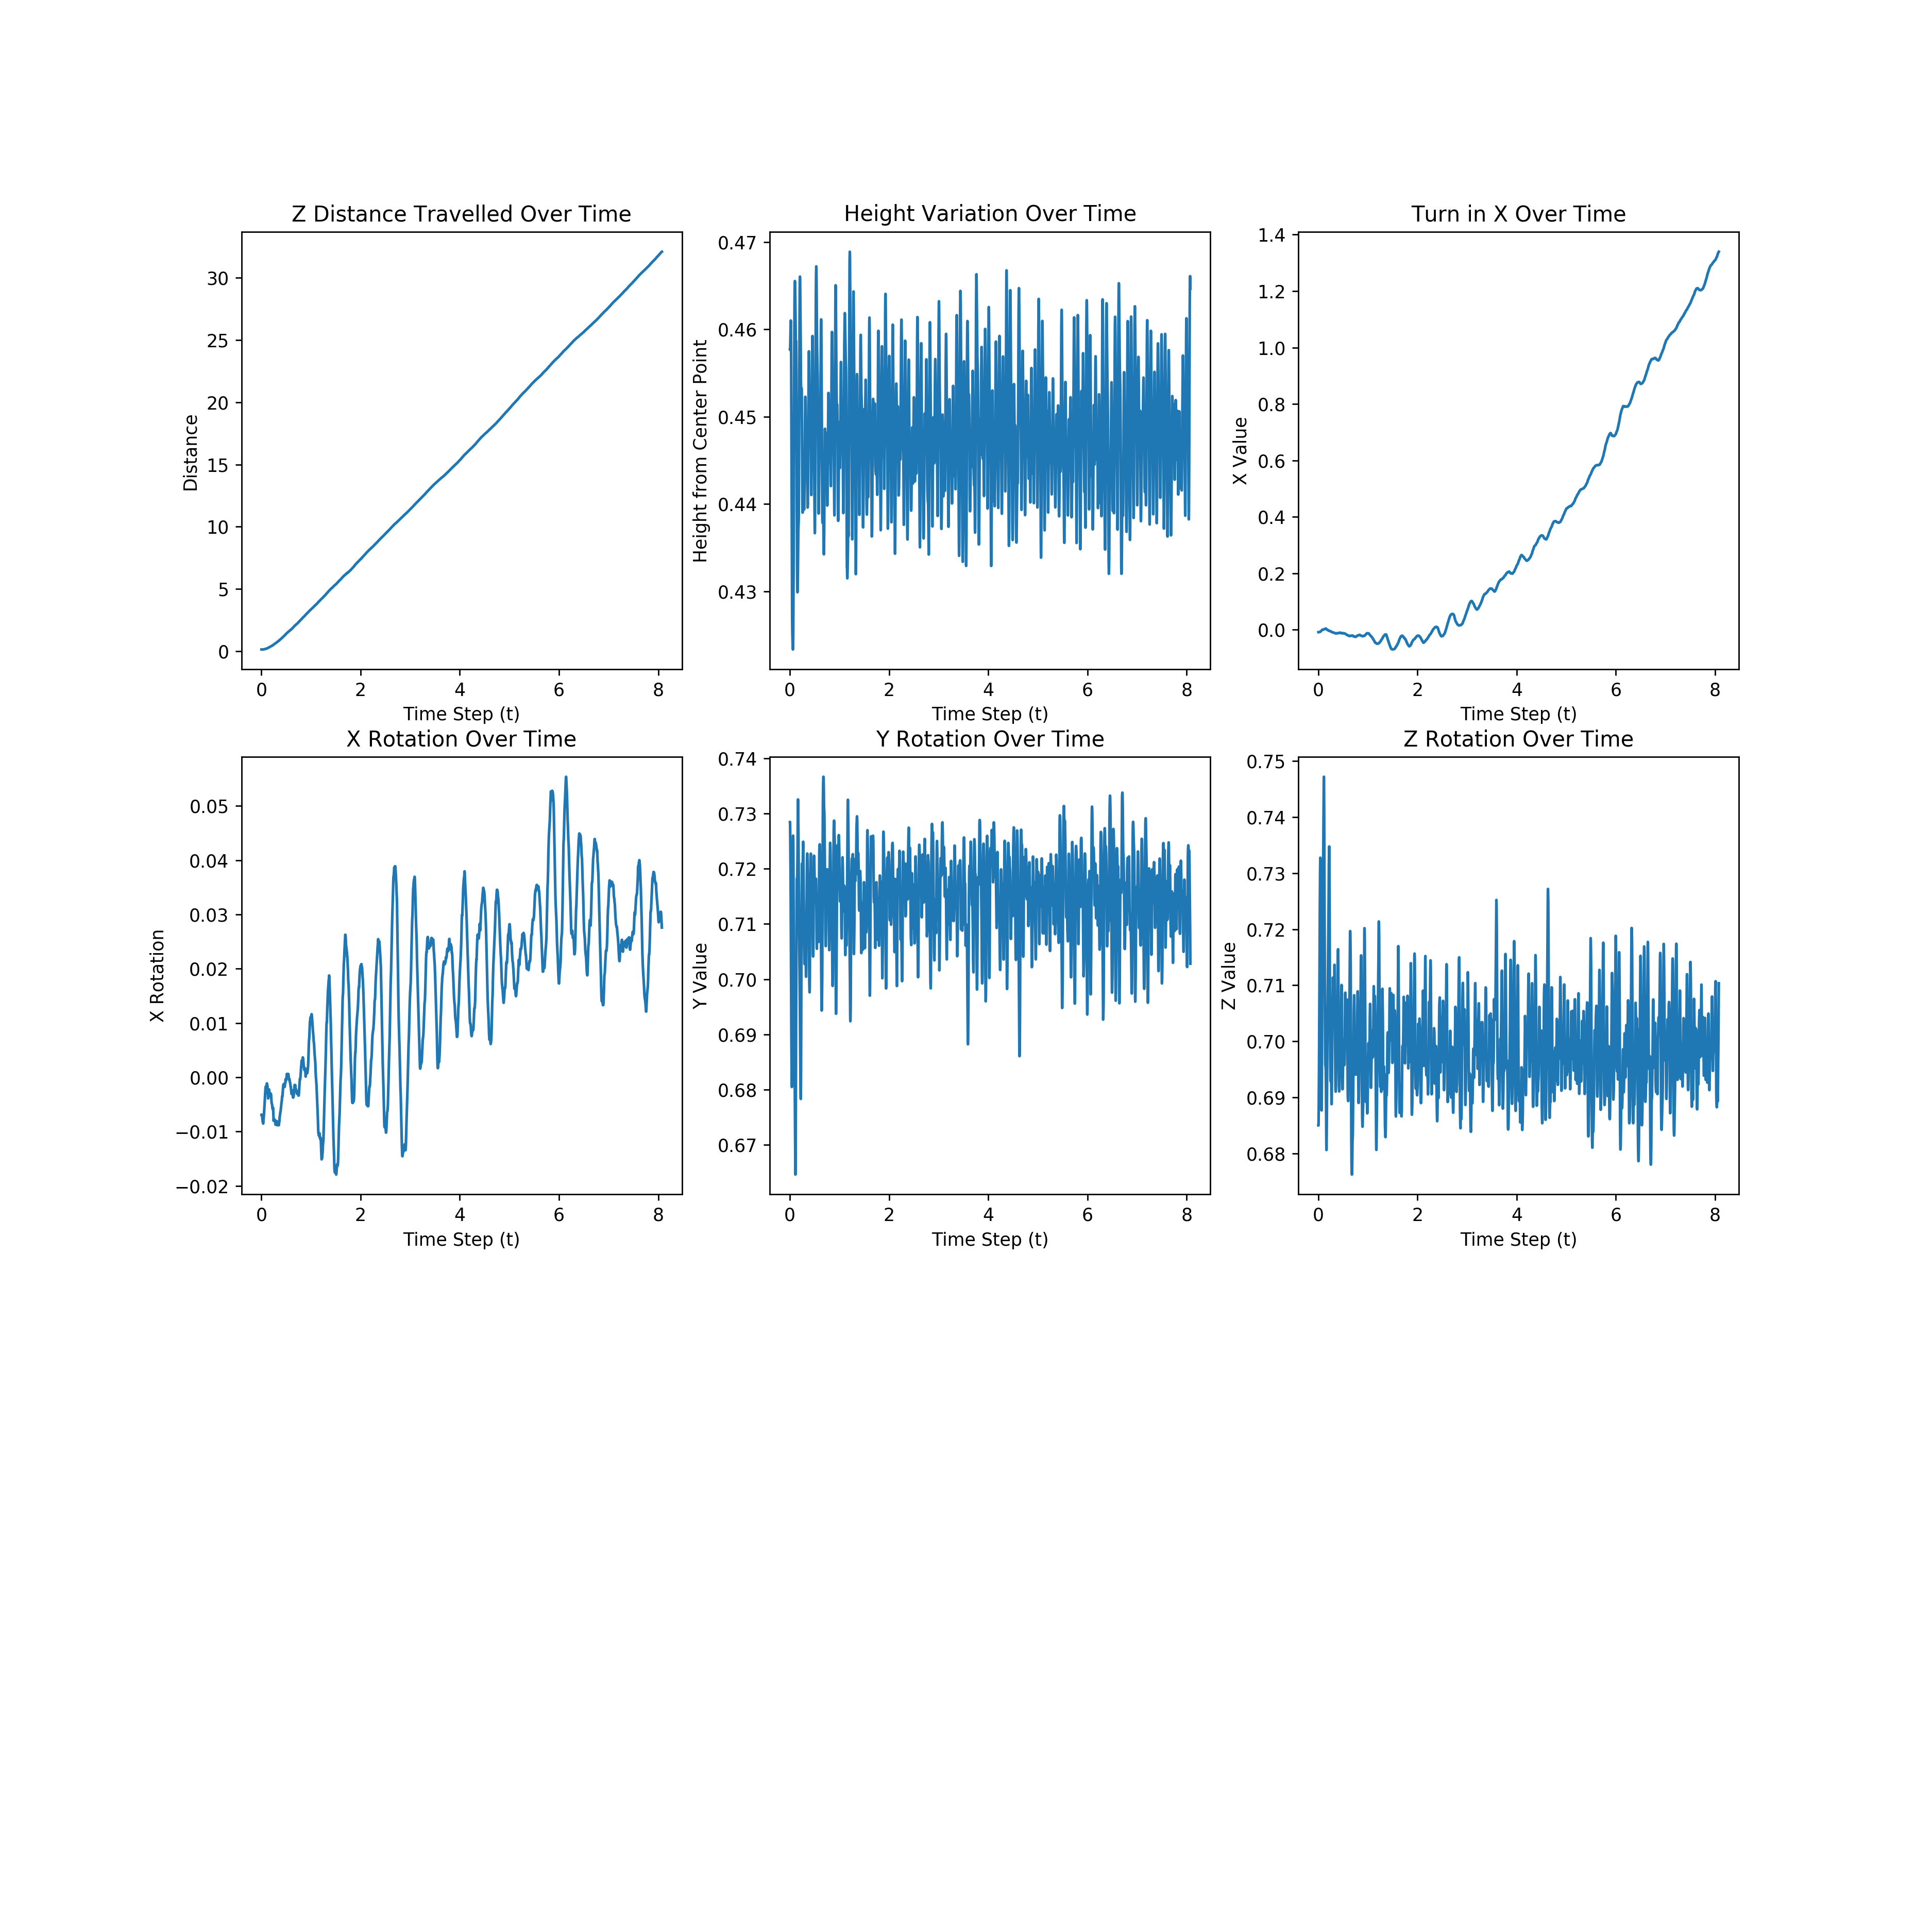 Z Distance Travelled Over Time
Distance
30
25
20
15
10
5
0
0 2 4 6 8
Time Step (t)
Height Variation Over Time
Height from Center Point
0.47
0.46
0.45
0.44
0.43
0 2 4 6 8
Time Step (t)
Turn in X Over Time
X Value
1.4
1.2
1.0
0.8
0.6
0.4
0.2
0.0
0 2 4 6 8
Time Step (t)
X Rotation Over Time
X Rotation
0.05
0.04
0.03
0.02
0.01
0.00
−0.01
−0.02
0 2 4 6 8
Time Step (t)
Y Rotation Over Time
Y Value
0.74
0.73
0.72
0.71
0.70
0.69
0.68
0.67
0 2 4 6 8
Time Step (t)
Z Rotation Over Time
Z Value
0.75
0.74
0.73
0.72
0.71
0.70
0.69
0.68
0 2 4 6 8
Time Step (t)